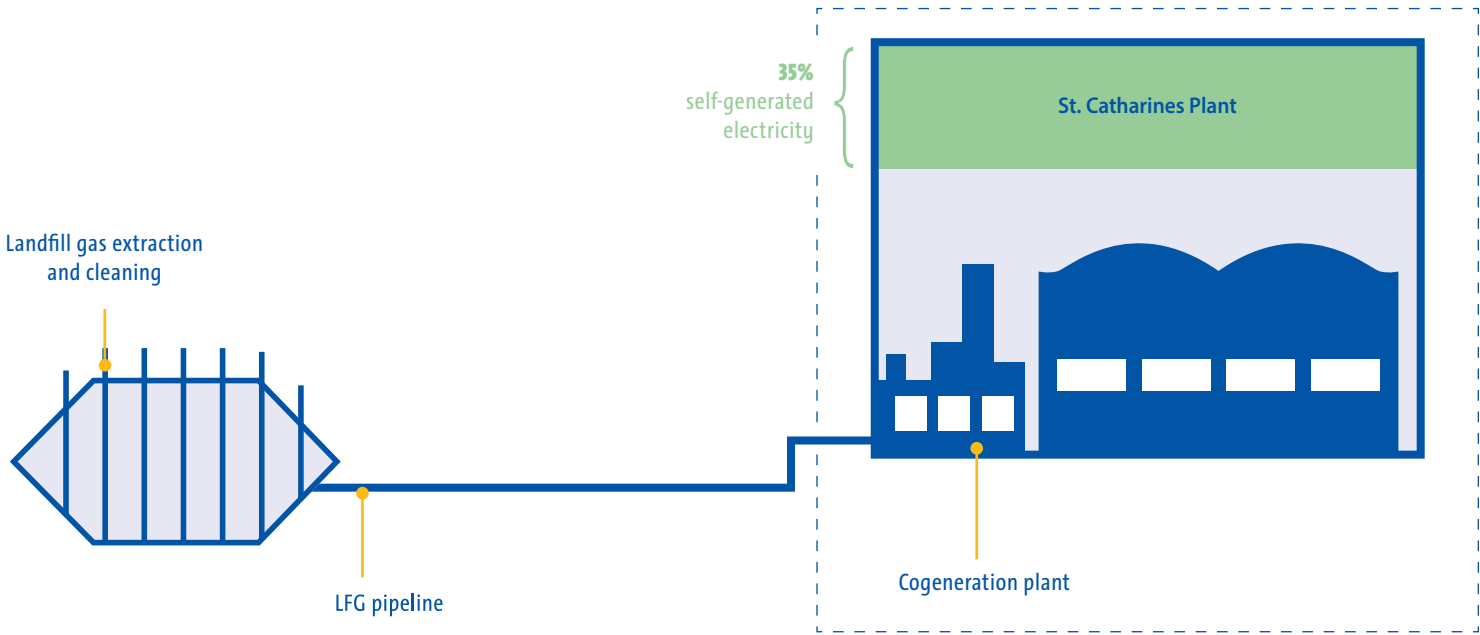 35%
self-generated
electricity
St. Catharines Plant
Landfill gas extraction
and cleaning
LFG pipeline
Cogeneration plant